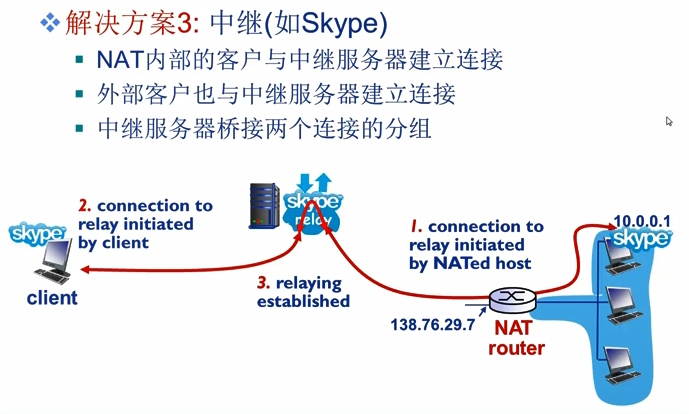 解决方案3: 中继(如Skype)
NAT内部的客户与中继服务器建立连接
外部客户也与中继服务器建立连接
中继服务器桥接两个连接的分组
2. connection to
relay initiated
by client
skype
relay
1. connection to
relay initiated
by NATed host
10.0.0.1
skype
skype
client
3. relaying
established
138.76.29.7
NAT
router